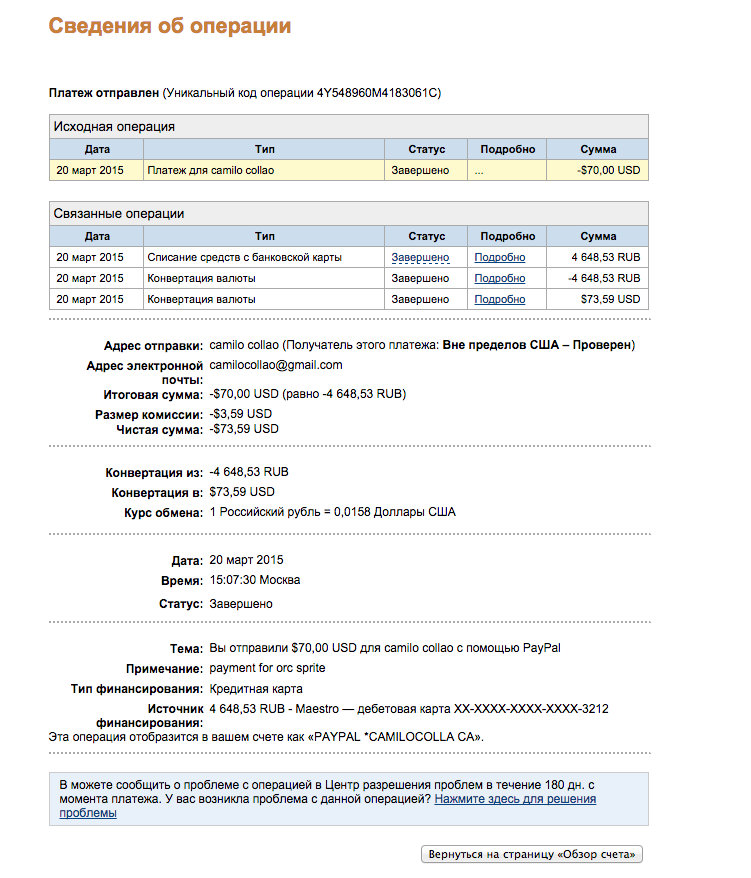 Сведения об операции
Платеж отправлен (Уникальный код операции 4Y548960M4183061C)
Исходная операция
Дата Тип Статус Подробно Сумма
20 март 2015 Платеж для camilo collao Завершено ... -$70,00 USD
Связанные операции
Дата Тип Статус Подробно Сумма
20 март 2015 Списание средств с банковской карты Завершено Подробно 4 648,53 RUB
20 март 2015 Конвертация валюты Завершено Подробно -4 648,53 RUB
20 март 2015 Конвертация валюты Завершено Подробно $73,59 USD
Адрес отправки: camilo collao (Получатель этого платежа: Вне пределов США – Проверен)
Адрес электронной camilocollao@gmail.com
почты:
Итоговая сумма: -$70,00 USD (равно -4 648,53 RUB)
Размер комиссии: -$3,59 USD
Чистая сумма: -$73,59 USD
Конвертация из: -4 648,53 RUB
Конвертация в: $73,59 USD
Курс обмена: 1 Российский рубль = 0,0158 Доллары США
Дата: 20 март 2015
Время: 15:07:30 Москва
Статус: Завершено
Тема: Вы отправили $70,00 USD для camilo collao с помощью PayPal
Примечание: payment for orc sprite
Тип финансирования: Кредитная карта
Источник 4 648,53 RUB - Maestro — дебетовая карта XX-XXXX-XXXX-XXXX-3212
финансирования:
Эта операция отобразится в вашем счете как «PAYPAL *CAMILOCOLLA CA».
В можете сообщить о проблеме с операцией в Центр разрешения проблем в течение 180 дн. с
момента платежа. У вас возникла проблема с данной операцией? Нажмите здесь для решения
проблемы
Вернуться на страницу «Обзор счета»